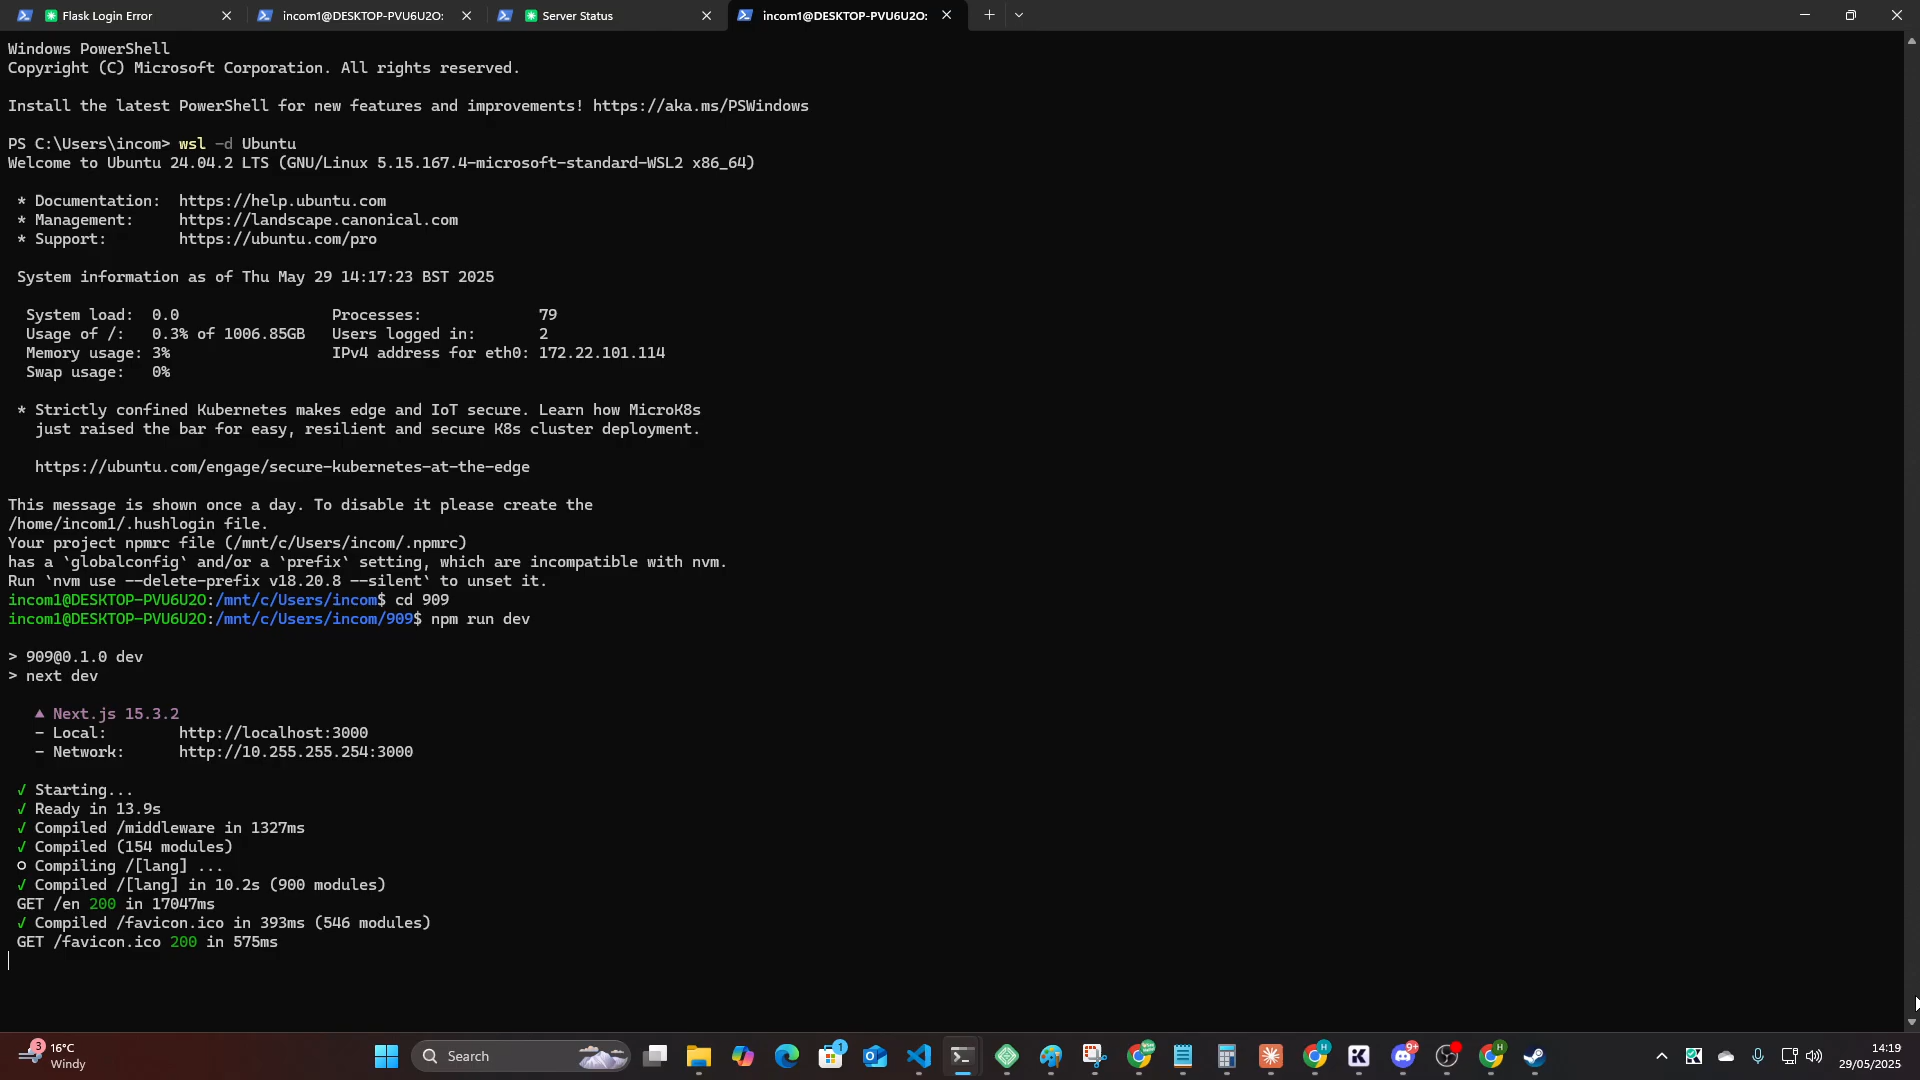 Flask Login Error
incom1@DESKTOP-PVU6U2O:
Server Status
incom1@DESKTOP-PVU6U2O:
Windows PowerShell
Copyright (C) Microsoft Corporation. All rights reserved.
Install the latest PowerShell for new features and improvements! https://aka.ms/PSWindows
PS C:\Users\incom> wsl -d Ubuntu
Welcome to Ubuntu 24.04.2 LTS (GNU/Linux 5.15.167.4-microsoft-standard-WSL2 x86_64)
* Documentation: https://help.ubuntu.com
* Management: https://landscape.canonical.com
* Support: https://ubuntu.com/pro
System information as of Thu May 29 14:17:23 BST 2025
System load: 0.0 Processes: 79
Usage of /: 0.3% of 1006.85GB Users logged in: 2
Memory usage: 3% IPv4 address for eth0: 172.22.101.114
Swap usage: 0%
* Strictly confined Kubernetes makes edge and IoT secure. Learn how MicroK8s
just raised the bar for easy, resilient and secure K8s cluster deployment.
https://ubuntu.com/engage/secure-kubernetes-at-the-edge
This message is shown once a day. To disable it please create the
/home/incom1/.hushlogin file.
Your project npmrc file (/mnt/c/Users/incom/.npmrc)
has a `globalconfig` and/or a `prefix` setting, which are incompatible with nvm.
Run `nvm use --delete-prefix v18.20.8 --silent` to unset it.
incom1@DESKTOP-PVU6U2O:/mnt/c/Users/incom$ cd 909
incom1@DESKTOP-PVU6U2O:/mnt/c/Users/incom/909$ npm run dev
> 909@0.1.0 dev
> next dev
▲ Next.js 15.3.2
- Local: http://localhost:3000
- Network: http://10.255.255.254:3000
✓ Starting...
✓ Ready in 13.9s
✓ Compiled /middleware in 1327ms
✓ Compiled (154 modules)
○ Compiling /[lang] ...
✓ Compiled /[lang] in 10.2s (900 modules)
GET /en 200 in 17047ms
✓ Compiled /favicon.ico in 393ms (546 modules)
GET /favicon.ico 200 in 575ms
3
16°C
Windy
Search
1
H
9+
H
14:19
29/05/2025